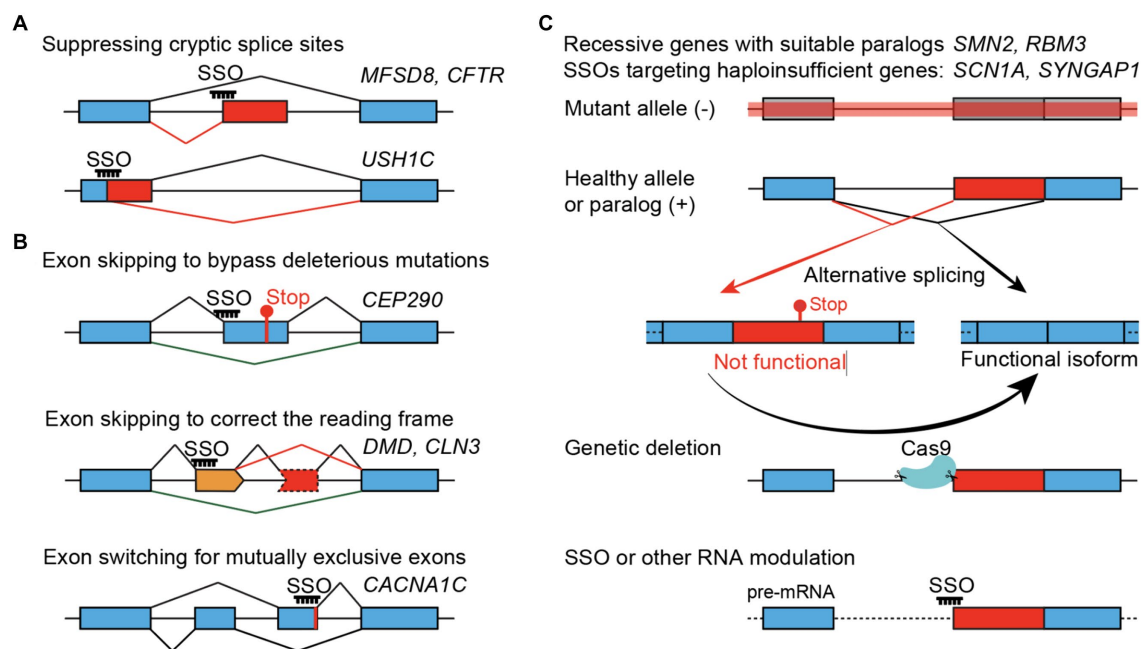 A
Suppressing cryptic splice sites
SSO
MFSD8, CFTR
SSO
USH1C
B
Exon skipping to bypass deleterious mutations
SSO
Stop
CEP290
Exon skipping to correct the reading frame
SSO
DMD, CLN3
Exon switching for mutually exclusive exons
SSO
CACNA1C
C
Recessive genes with suitable paralogs SMN2, RBM3
SSOs targeting haploinsufficient genes: SCN1A, SYNGAP1
Mutant allele (-)
Healthy allele
or paralog (+)
Alternative splicing
Stop
Not functional
Functional isoform
Genetic deletion
Cas9
SSO or other RNA modulation
pre-mRNA
SSO